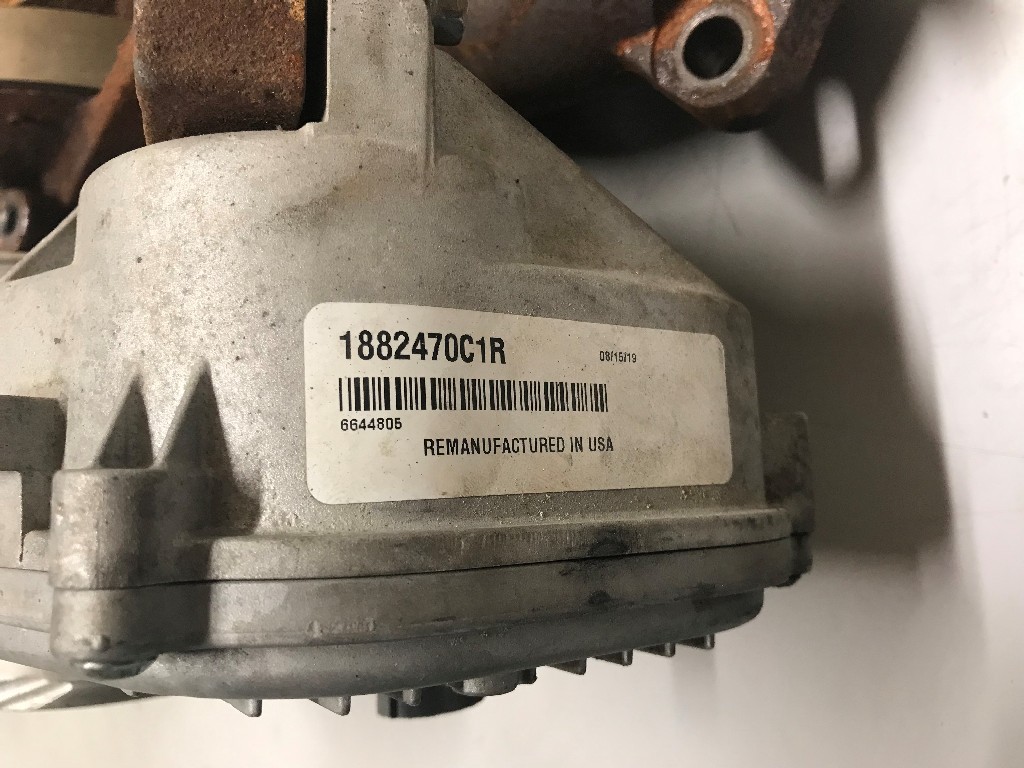 1882470C1R 08/15/19
6644805
REMANUFACTURED IN USA